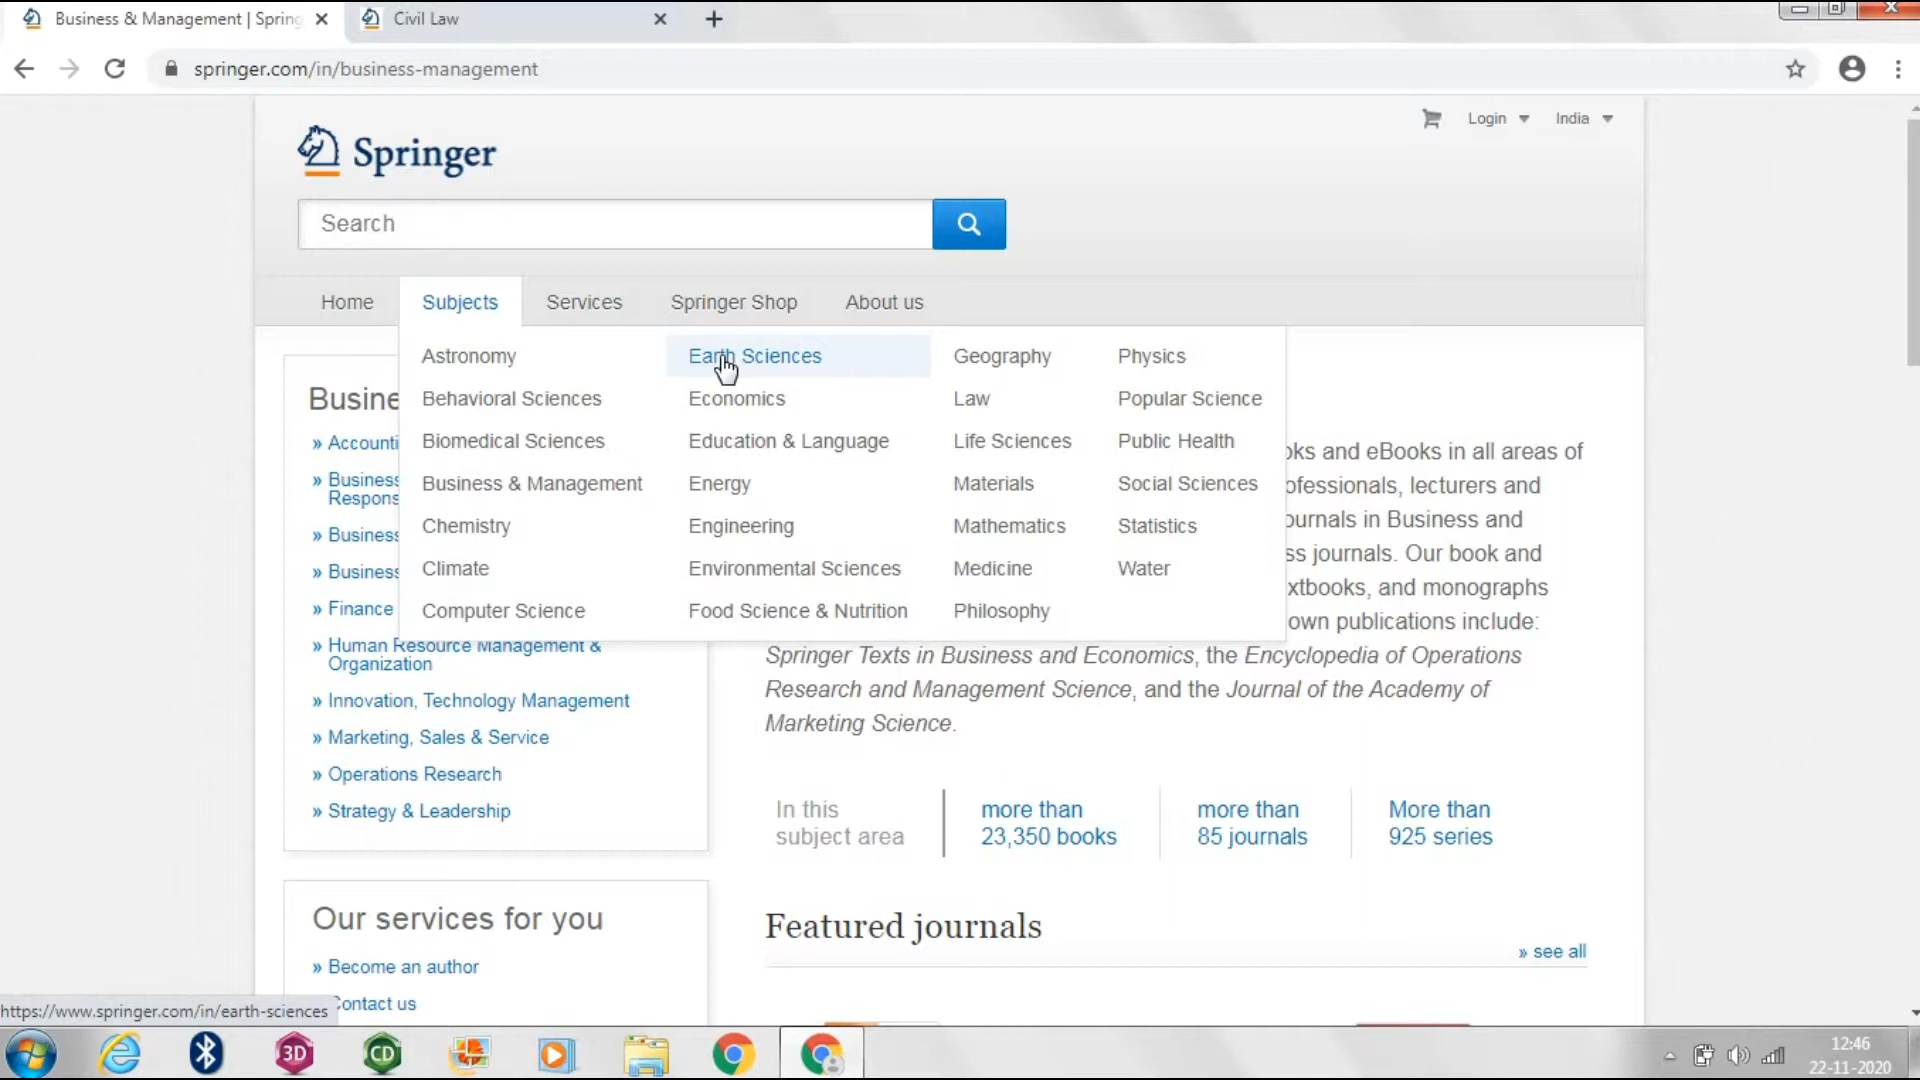 Business & Management | Spring
Civil Law
springer.com/in/business-management
Login
India
Springer
Search
Home
Subjects
Services
Springer Shop
About us
Astronomy
Behavioral Sciences
Biomedical Sciences
Business & Management
Chemistry
Climate
Computer Science
Earth Sciences
Economics
Education & Language
Energy
Engineering
Environmental Sciences
Food Science & Nutrition
Geography
Law
Life Sciences
Materials
Mathematics
Medicine
Philosophy
Physics
Popular Science
Public Health
Social Sciences
Statistics
Water
Busine
» Accounti
» Business
Respons
» Business
» Business
» Finance
» Human Resource Management &
Organization
» Innovation, Technology Management
» Marketing, Sales & Service
» Operations Research
» Strategy & Leadership
oks and eBooks in all areas of
ofessionals, lecturers and
ournals in Business and
ss journals. Our book and
xtbooks, and monographs
own publications include:
Springer Texts in Business and Economics, the Encyclopedia of Operations
Research and Management Science, and the Journal of the Academy of
Marketing Science.
In this
subject area
more than
23,350 books
more than
85 journals
More than
925 series
Our services for you
» Become an author
Contact us
Featured journals
» see all
https://www.springer.com/in/earth-sciences
3D
CD
12:46
22-11-2020